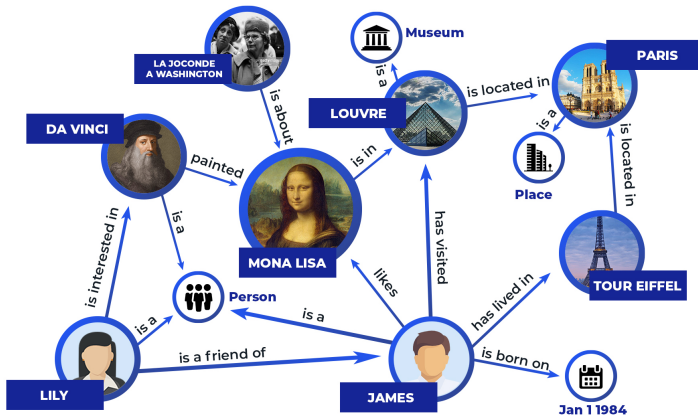 Museum
PARIS
LA JOCONDE
A WASHINGTON
is a
is located in
LOUVRE
is about
is a
DA VINCI
is in
is located in
painted
Place
is a
has visited
MONA LISA
is interested in
likes
TOUR EIFFEL
Person
has lived in
is a
is a
is a friend of
is born on
LILY
JAMES
Jan 1 1984